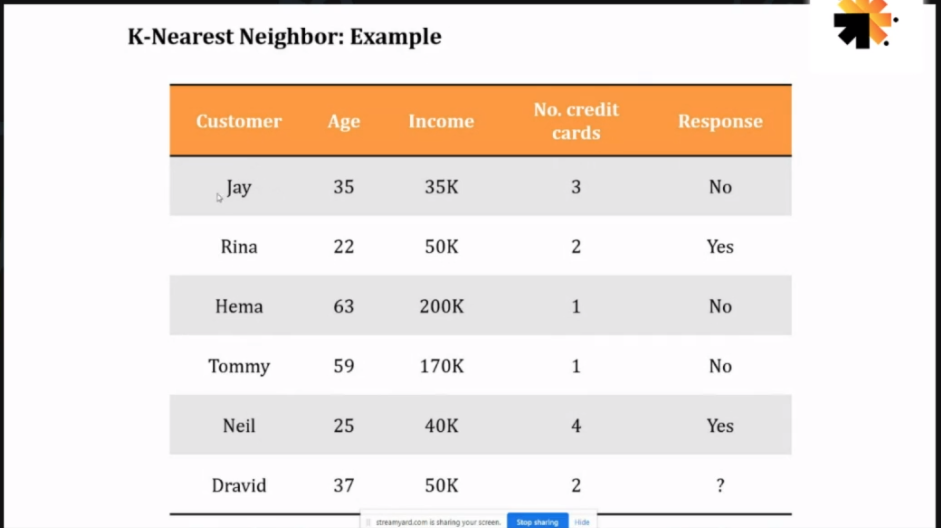 K-Nearest Neighbor: Example
Customer Age Income No. credit cards Response
Jay 35 35K 3 No
Rina 22 50K 2 Yes
Hema 63 200K 1 No
Tommy 59 170K 1 No
Neil 25 40K 4 Yes
Dravid 37 50K 2 ?
streamyard.com is sharing your screen. Stop sharing Hide